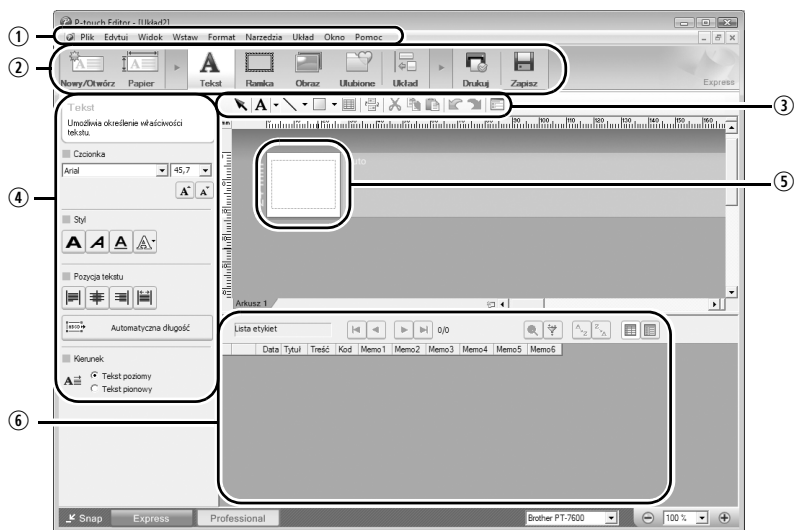 P-touch Editor - [Układ2]
① Plik Edytui Widok Wstaw Format Narzedzia Układ Okno Pomoc
②
Nowy/Otwórz Papier Tekst Ramka Obraz Ulubione Układ Drukuj Zapisz Express
③
④
Tekst
Umożliwia określenie właściwości
tekstu.
Czcionka
Arial 45,7
Styl
Pozycja tekstu
Automatyczna długość
Kierunek
Tekst poziomy
Tekst pionowy
⑤
Arkusz 1
⑥
Lista etykiet 0/0
Data Tytuł Treść Kod Memo1 Memo2 Memo3 Memo4 Memo5 Memo6
Snap Express Professional Brother PT-7600 100 %